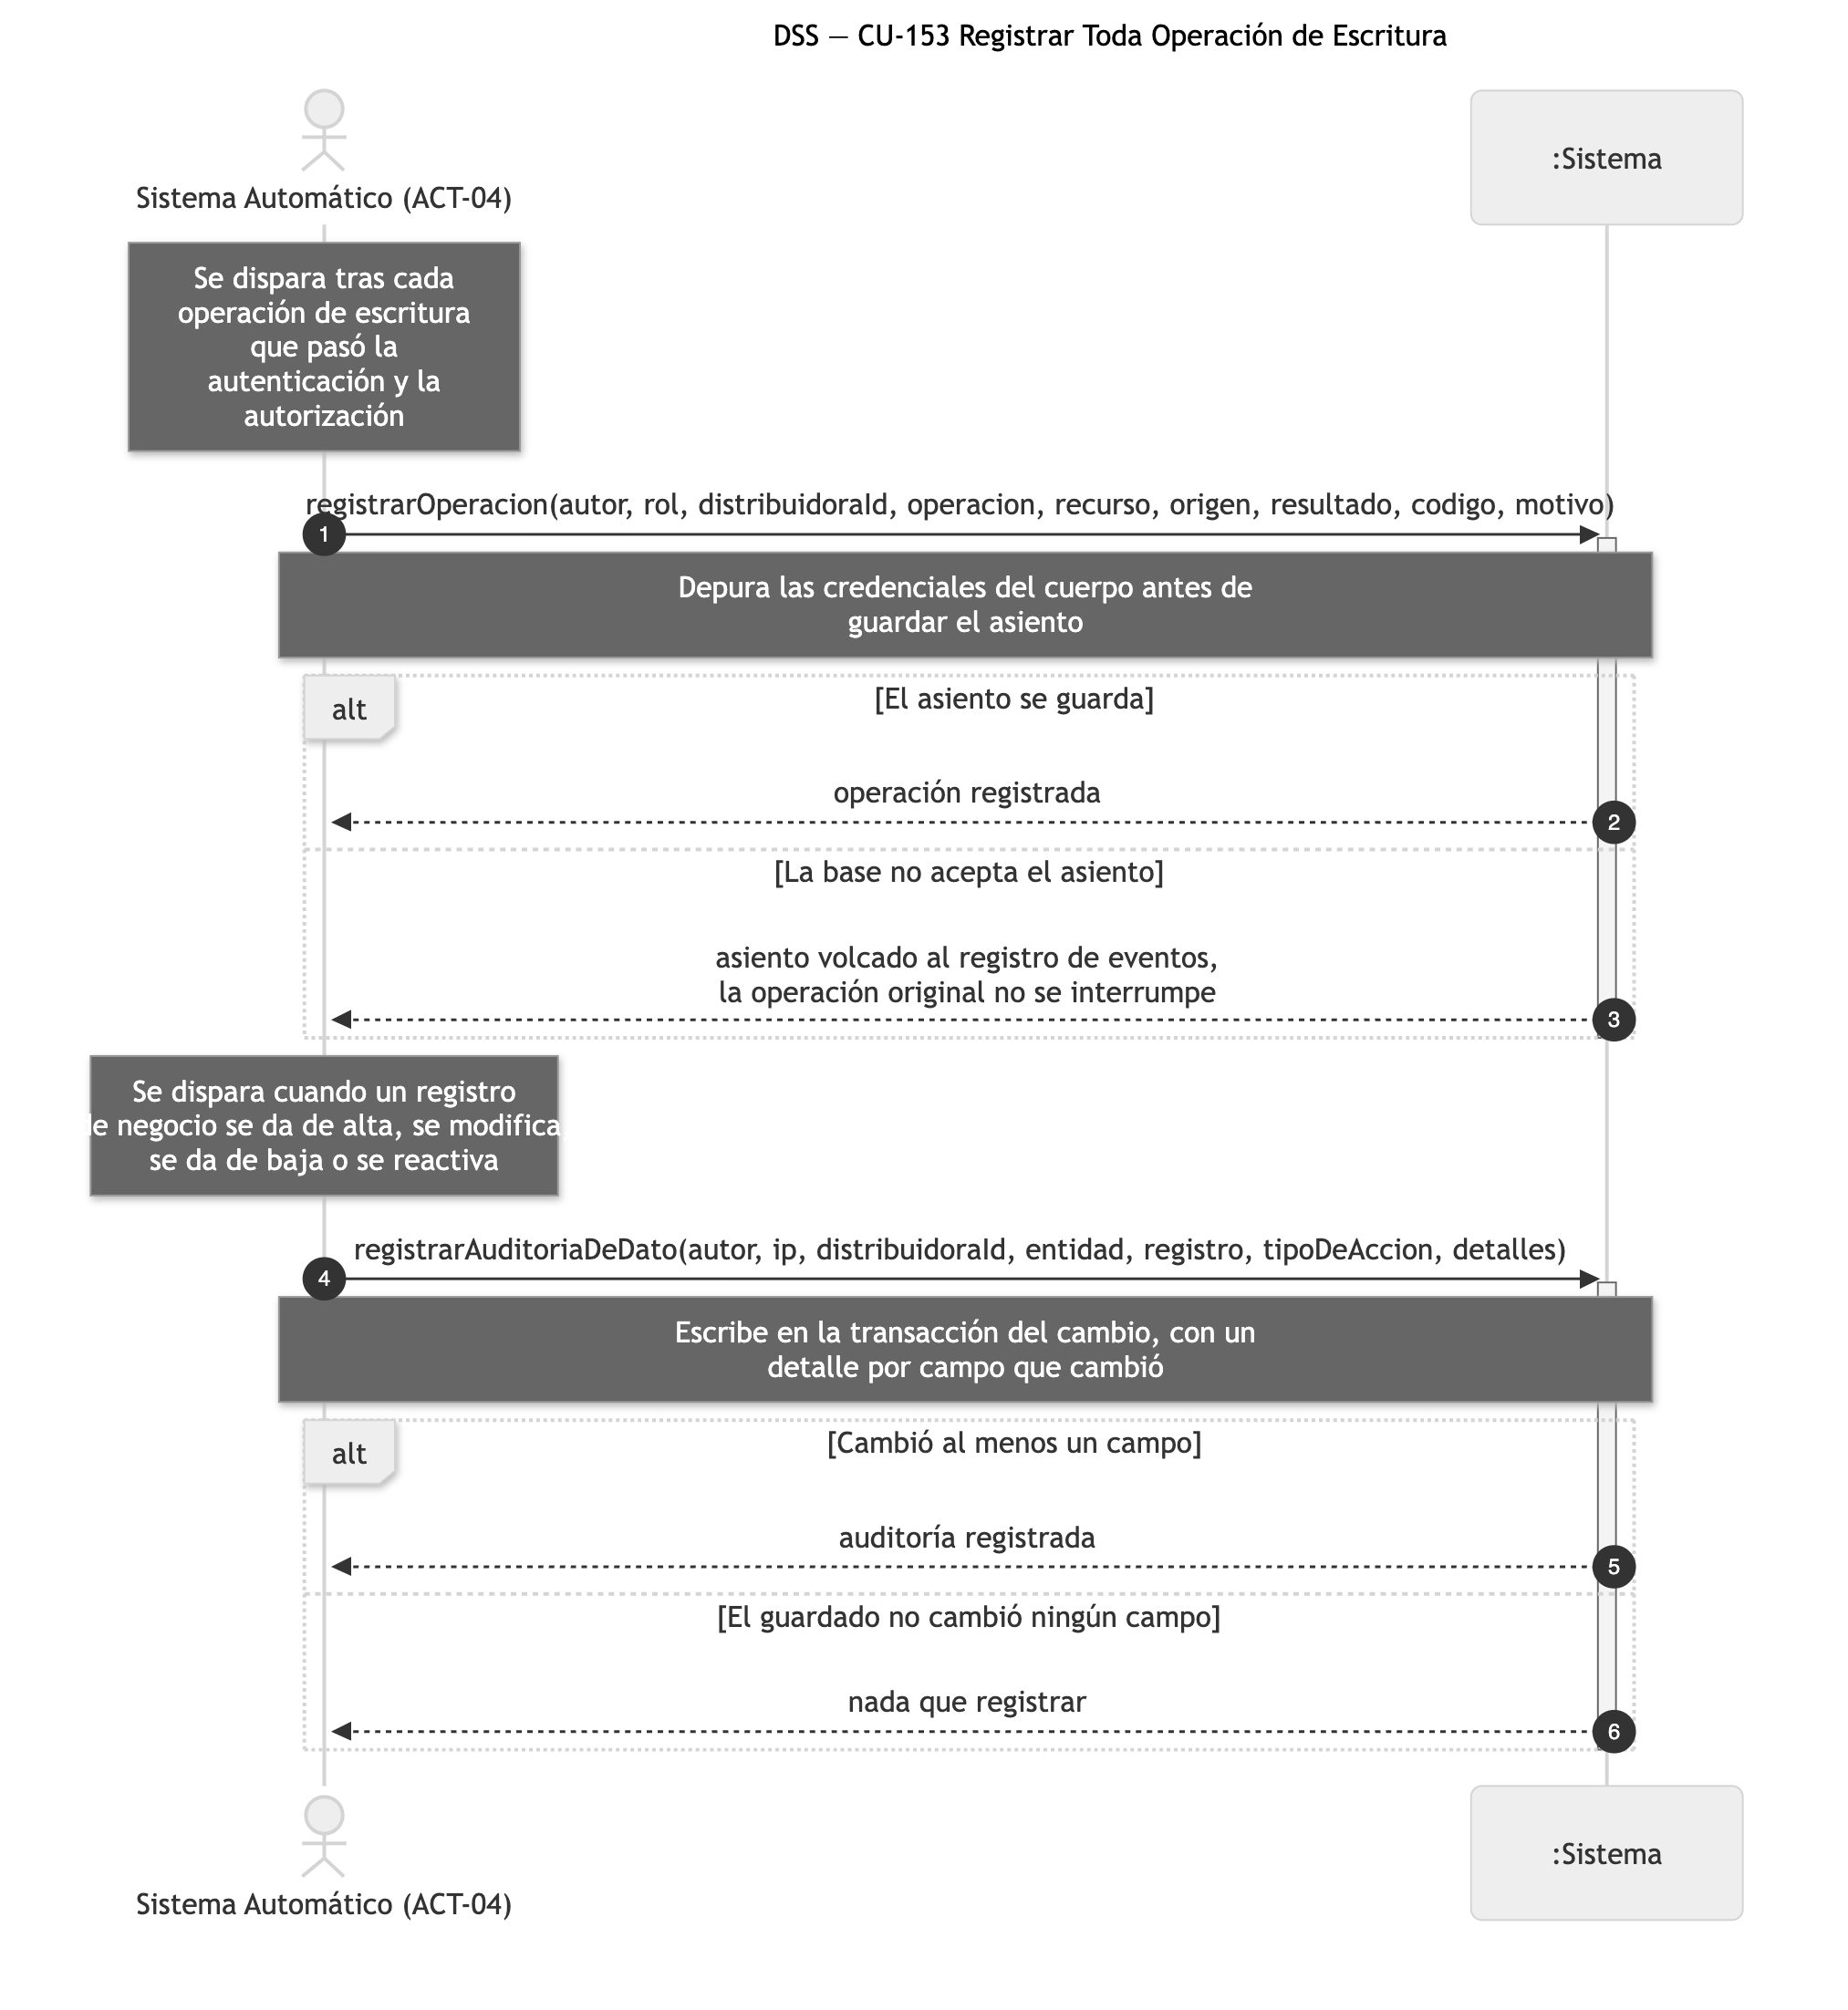 DSS — CU-153 Registrar Toda Operación de Escritura
Sistema Automático (ACT-04)
:Sistema
Se dispara tras cada
operación de escritura
que pasó la
autenticación y la
autorización
registrarOperacion(autor, rol, distribuidoraId, operacion, recurso, origen, resultado, codigo, motivo)
1
Depura las credenciales del cuerpo antes de
guardar el asiento
alt
[El asiento se guarda]
operación registrada
2
[La base no acepta el asiento]
asiento volcado al registro de eventos,
la operación original no se interrumpe
3
Se dispara cuando un registro
de negocio se da de alta, se modifica,
se da de baja o se reactiva
registrarAuditoriaDeDato(autor, ip, distribuidoraId, entidad, registro, tipoDeAccion, detalles)
4
Escribe en la transacción del cambio, con un
detalle por campo que cambió
alt
[Cambió al menos un campo]
auditoría registrada
5
[El guardado no cambió ningún campo]
nada que registrar
6
Sistema Automático (ACT-04)
:Sistema